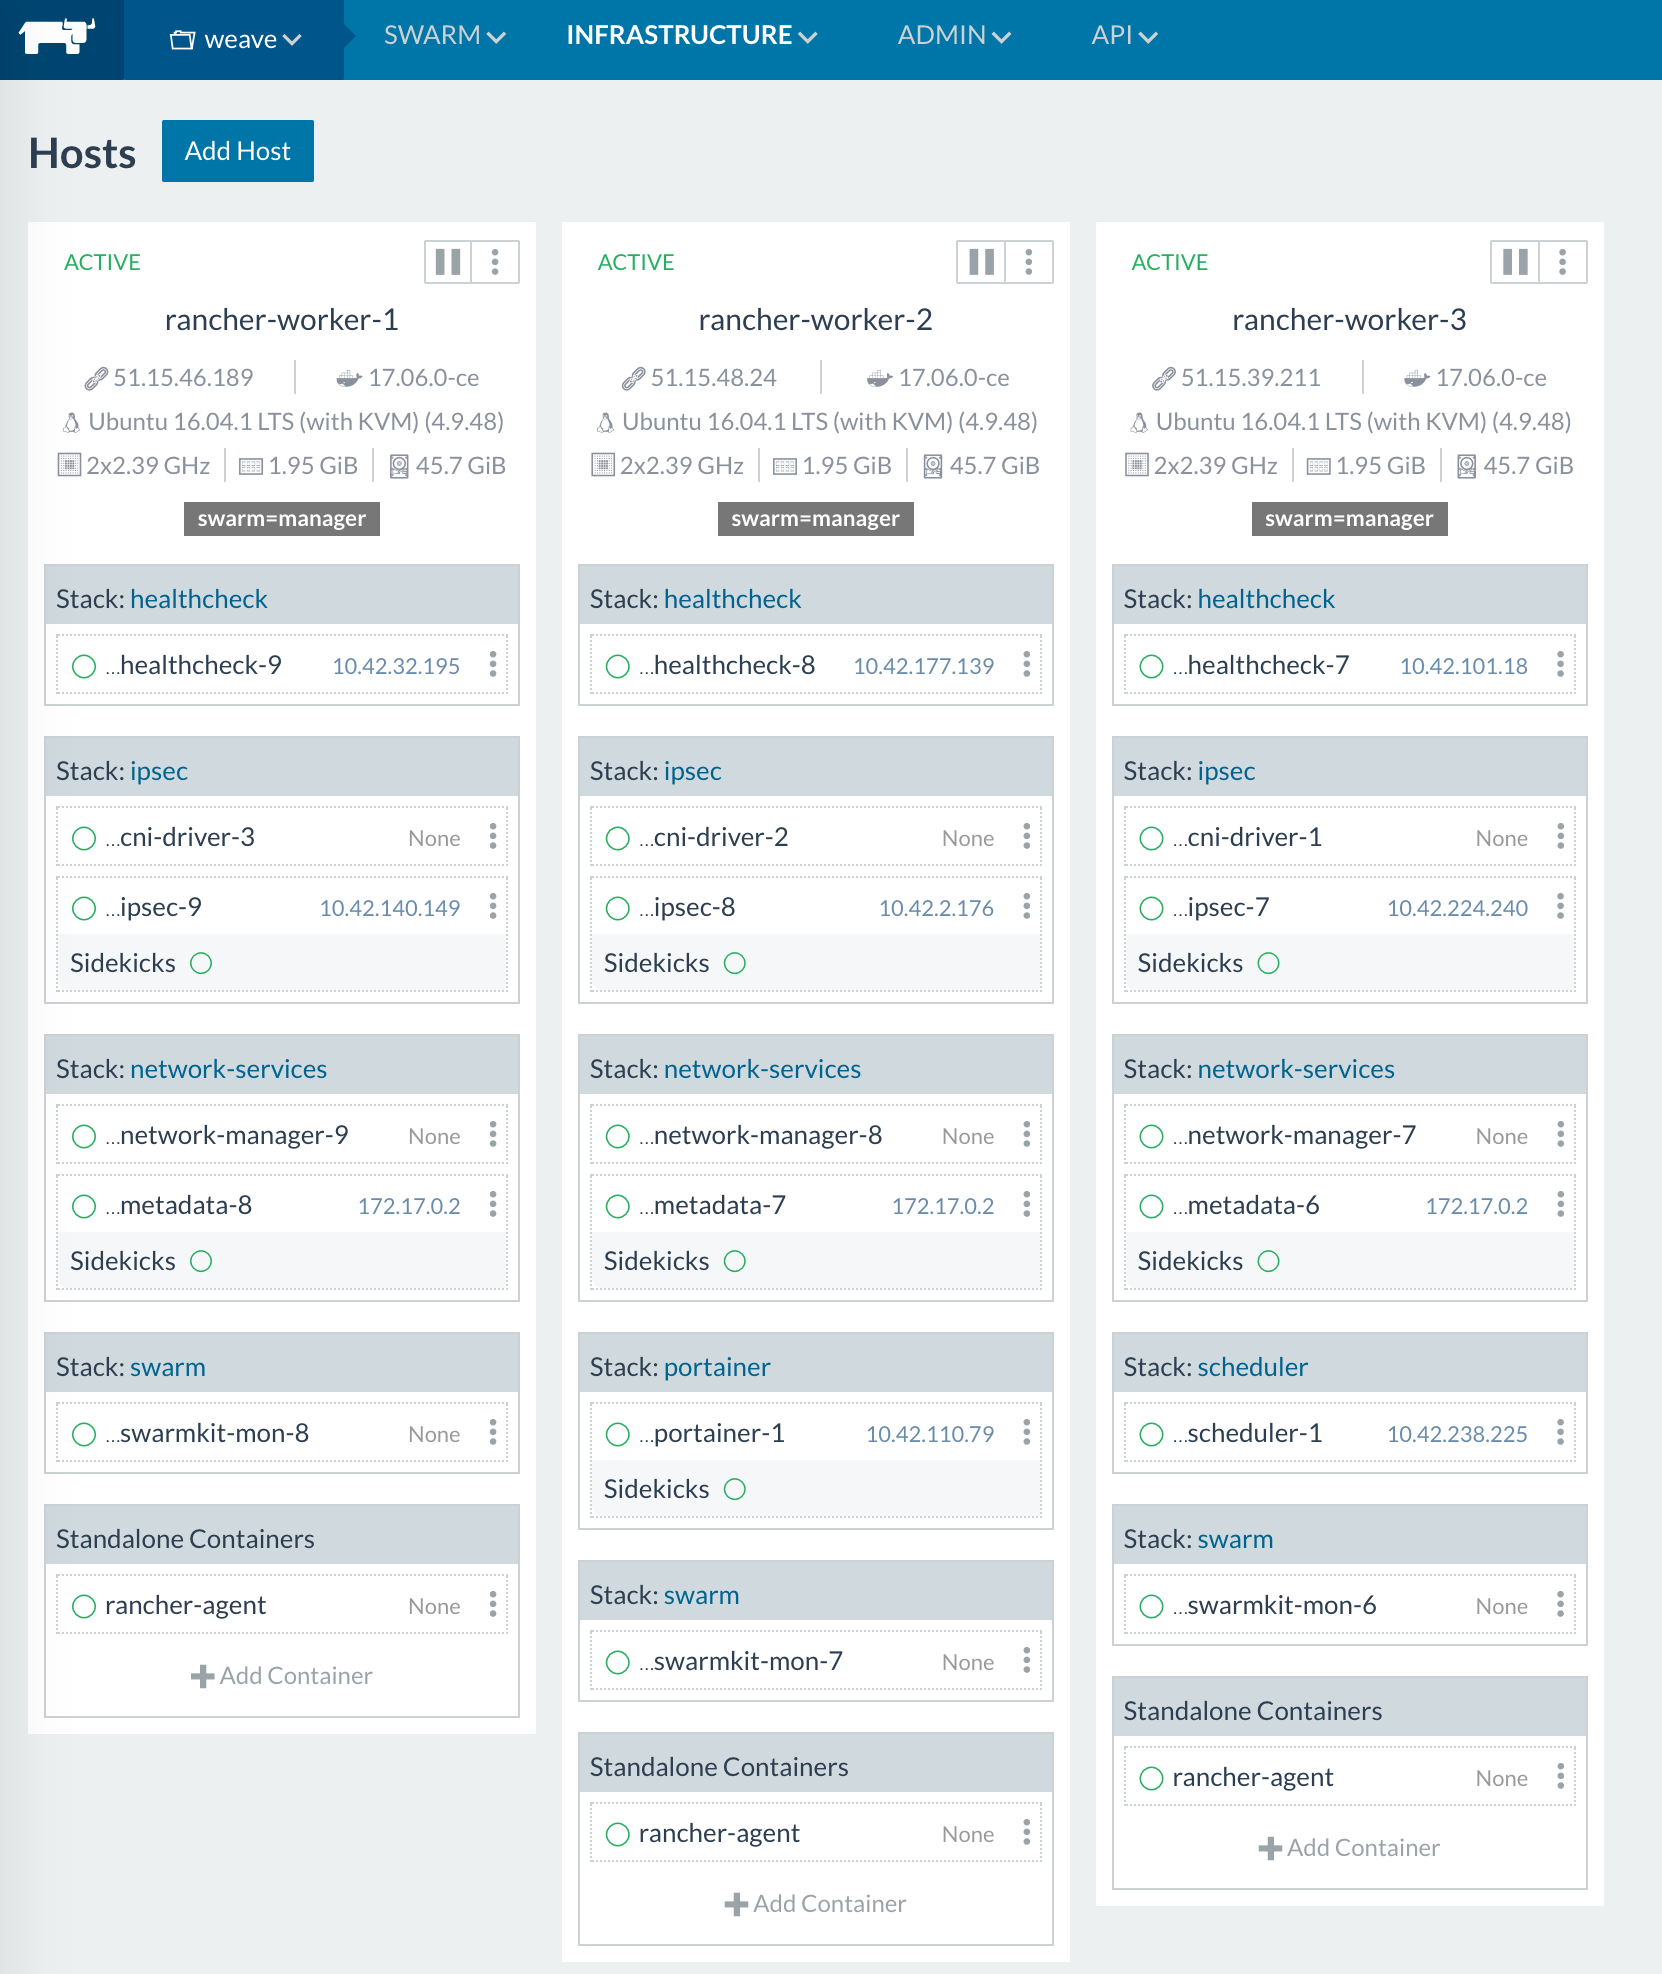 weave SWARM INFRASTRUCTURE ADMIN API
Hosts Add Host
ACTIVE
rancher-worker-1
51.15.46.189 17.06.0-ce
Ubuntu 16.04.1 LTS (with KVM) (4.9.48)
2x2.39 GHz 1.95 GiB 45.7 GiB
swarm=manager
Stack: healthcheck
...healthcheck-9 10.42.32.195
Stack: ipsec
...cni-driver-3 None
...ipsec-9 10.42.140.149
Sidekicks
Stack: network-services
...network-manager-9 None
...metadata-8 172.17.0.2
Sidekicks
Stack: swarm
...swarmkit-mon-8 None
Standalone Containers
rancher-agent None
Add Container
ACTIVE
rancher-worker-2
51.15.48.24 17.06.0-ce
Ubuntu 16.04.1 LTS (with KVM) (4.9.48)
2x2.39 GHz 1.95 GiB 45.7 GiB
swarm=manager
Stack: healthcheck
...healthcheck-8 10.42.177.139
Stack: ipsec
...cni-driver-2 None
...ipsec-8 10.42.2.176
Sidekicks
Stack: network-services
...network-manager-8 None
...metadata-7 172.17.0.2
Sidekicks
Stack: portainer
...portainer-1 10.42.110.79
Sidekicks
Stack: swarm
...swarmkit-mon-7 None
Standalone Containers
rancher-agent None
Add Container
ACTIVE
rancher-worker-3
51.15.39.211 17.06.0-ce
Ubuntu 16.04.1 LTS (with KVM) (4.9.48)
2x2.39 GHz 1.95 GiB 45.7 GiB
swarm=manager
Stack: healthcheck
...healthcheck-7 10.42.101.18
Stack: ipsec
...cni-driver-1 None
...ipsec-7 10.42.224.240
Sidekicks
Stack: network-services
...network-manager-7 None
...metadata-6 172.17.0.2
Sidekicks
Stack: scheduler
...scheduler-1 10.42.238.225
Stack: swarm
...swarmkit-mon-6 None
Standalone Containers
rancher-agent None
Add Container